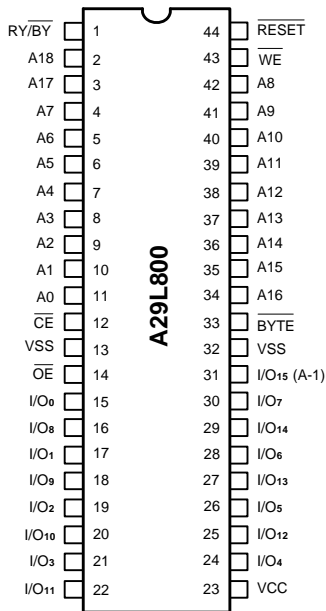 RY/BY 1 44 RESET
A18 2 43 WE
A17 3 42 A8
A7 4 41 A9
A6 5 40 A10
A5 6 39 A11
A4 7 38 A12
A3 8 37 A13
A2 9 36 A14
A1 10 35 A15
A0 11 34 A16
CE 12 33 BYTE
VSS 13 32 VSS
OE 14 31 I/O15 (A-1)
I/O0 15 30 I/O7
I/O8 16 29 I/O14
I/O1 17 28 I/O6
I/O9 18 27 I/O13
I/O2 19 26 I/O5
I/O10 20 25 I/O12
I/O3 21 24 I/O4
I/O11 22 23 VCC
A29L800